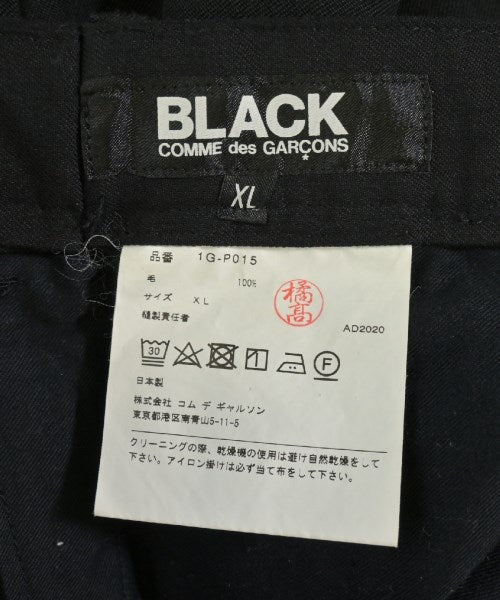 BLACK
COMME des GARÇONS
XL
品番 1G-P015
毛 100%
サイズ XL
縫製責任者
橘髙
AD2020
30 F
日本製
株式会社 コム デ ギャルソン
東京都港区南青山5-11-5
クリーニングの際、乾燥機の使用は避け自然乾燥をして
下さい。アイロン掛けは必ず当て布をして下さい。